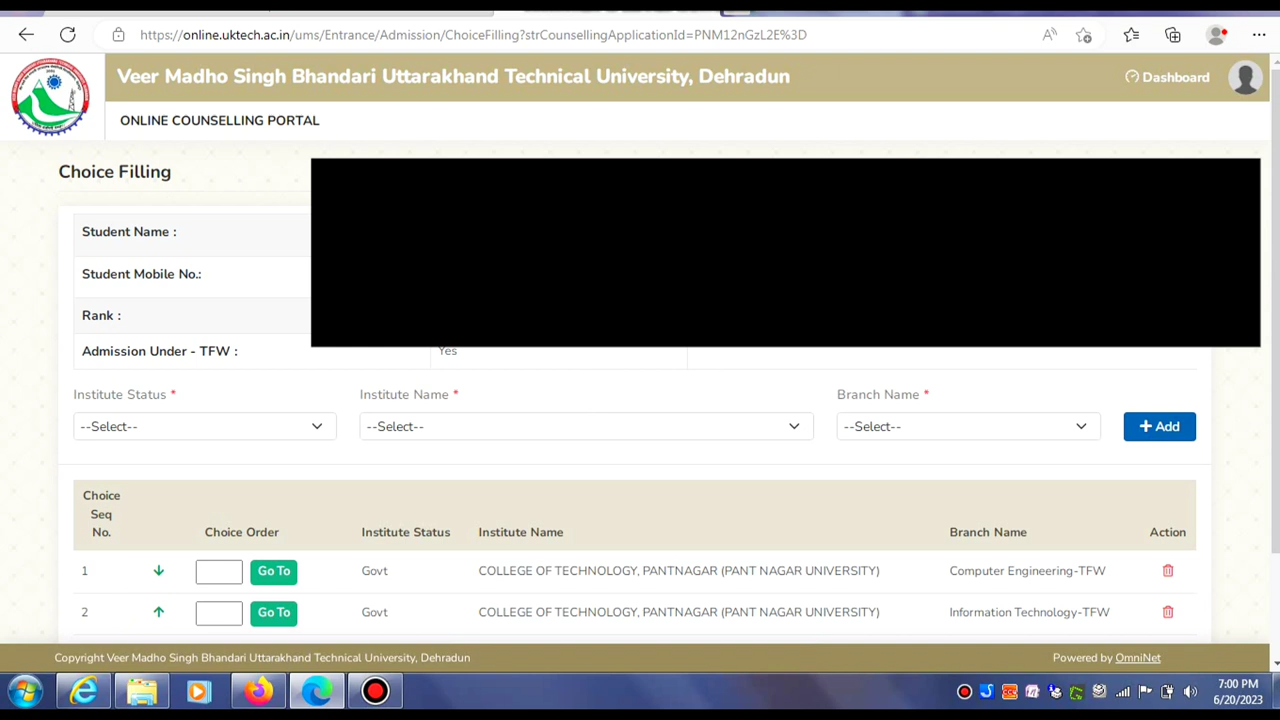 https://online.uktech.ac.in/ums/Entrance/Admission/ChoiceFilling?strCounsellingApplicationId=PNM12nGzL2E%3D
Veer Madho Singh Bhandari Uttarakhand Technical University, Dehradun
Dashboard
ONLINE COUNSELLING PORTAL
Choice Filling
Student Name :
Student Mobile No.:
Rank :
Admission Under - TFW : Yes
Institute Status * Institute Name * Branch Name *
--Select-- --Select-- --Select-- + Add
Choice
Seq
No. Choice Order Institute Status Institute Name Branch Name Action
1 Go To Govt COLLEGE OF TECHNOLOGY, PANTNAGAR (PANT NAGAR UNIVERSITY) Computer Engineering-TFW
2 Go To Govt COLLEGE OF TECHNOLOGY, PANTNAGAR (PANT NAGAR UNIVERSITY) Information Technology-TFW
Copyright Veer Madho Singh Bhandari Uttarakhand Technical University, Dehradun Powered by OmniNet
7:00 PM
6/20/2023